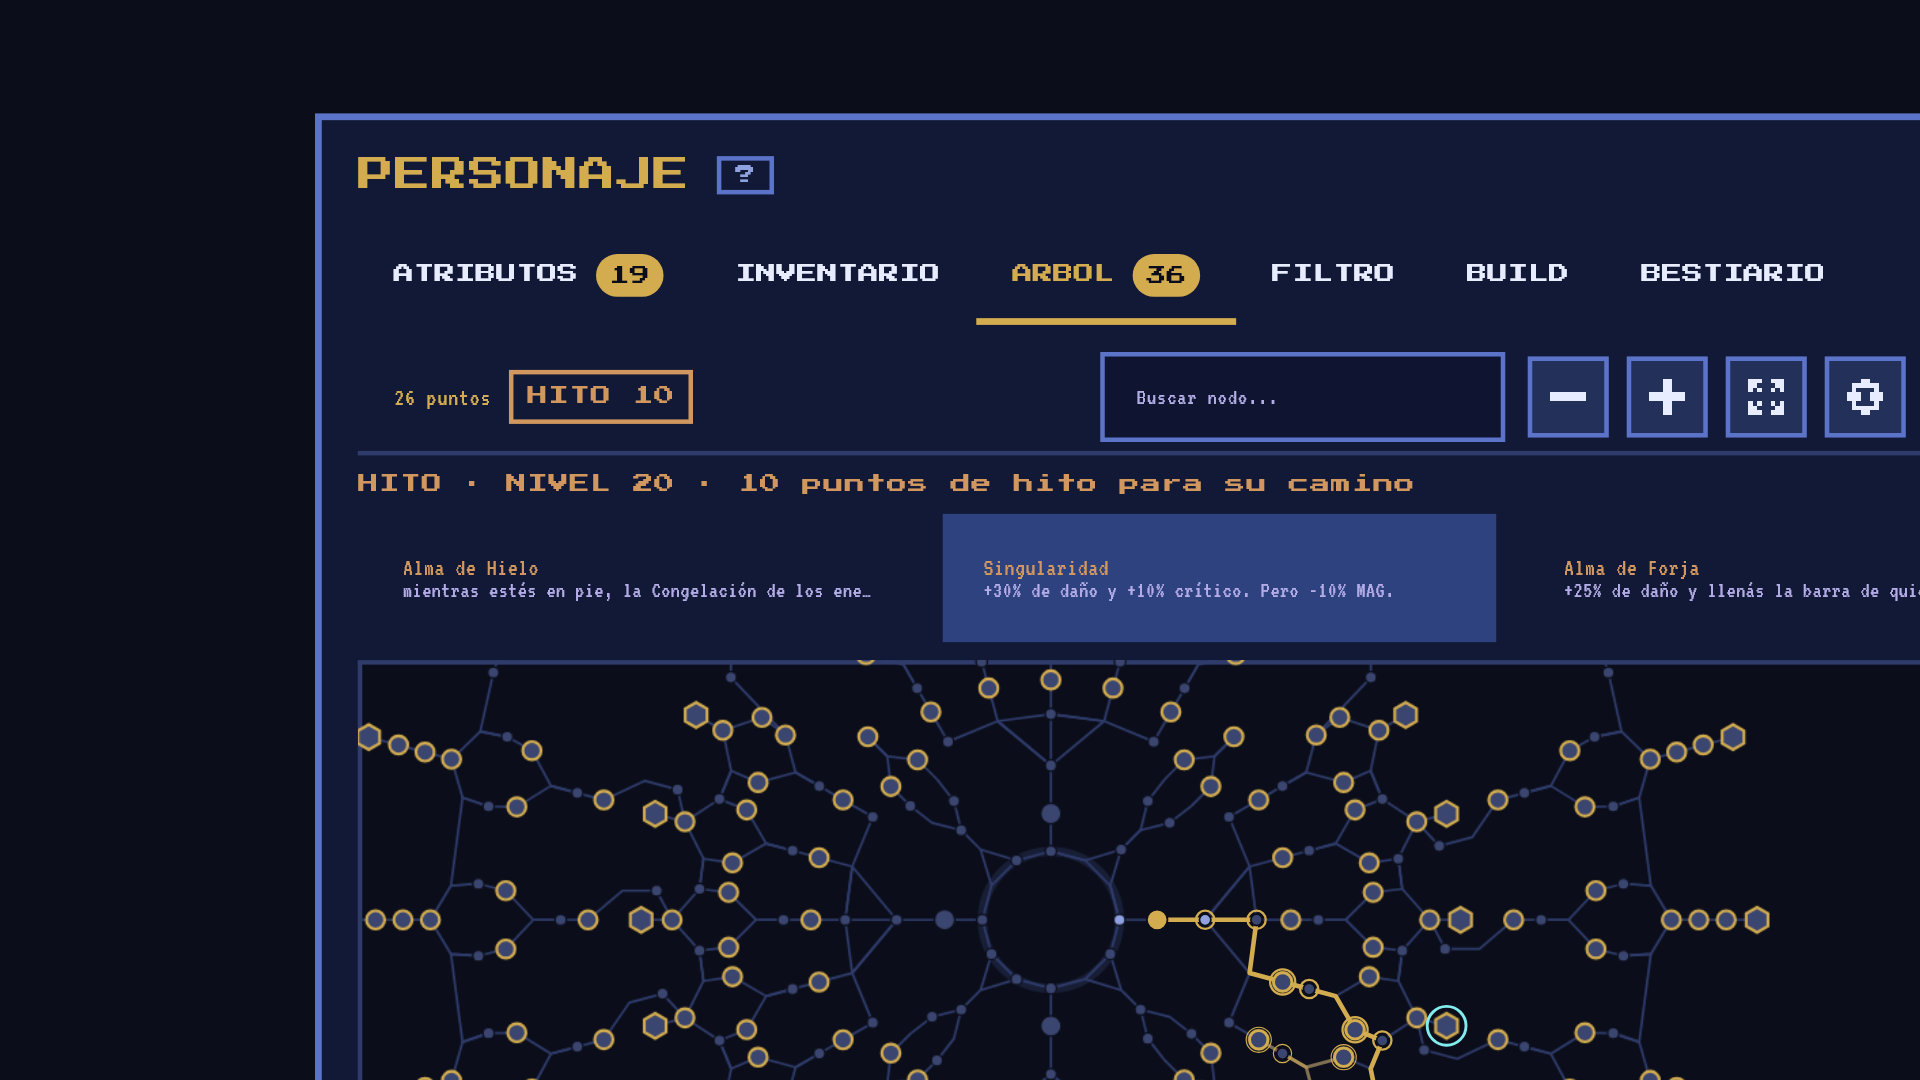 PERSONAJE ?
ATRIBUTOS 19 INVENTARIO ARBOL 36 FILTRO BUILD BESTIARIO
26 puntos HITO 10 Buscar nodo...
HITO · NIVEL 20 · 10 puntos de hito para su camino
Alma de Hielo
mientras estés en pie, la Congelación de los ene…
Singularidad
+30% de daño y +10% crítico. Pero -10% MAG.
Alma de Forja
+25% de daño y llenás la barra de qui